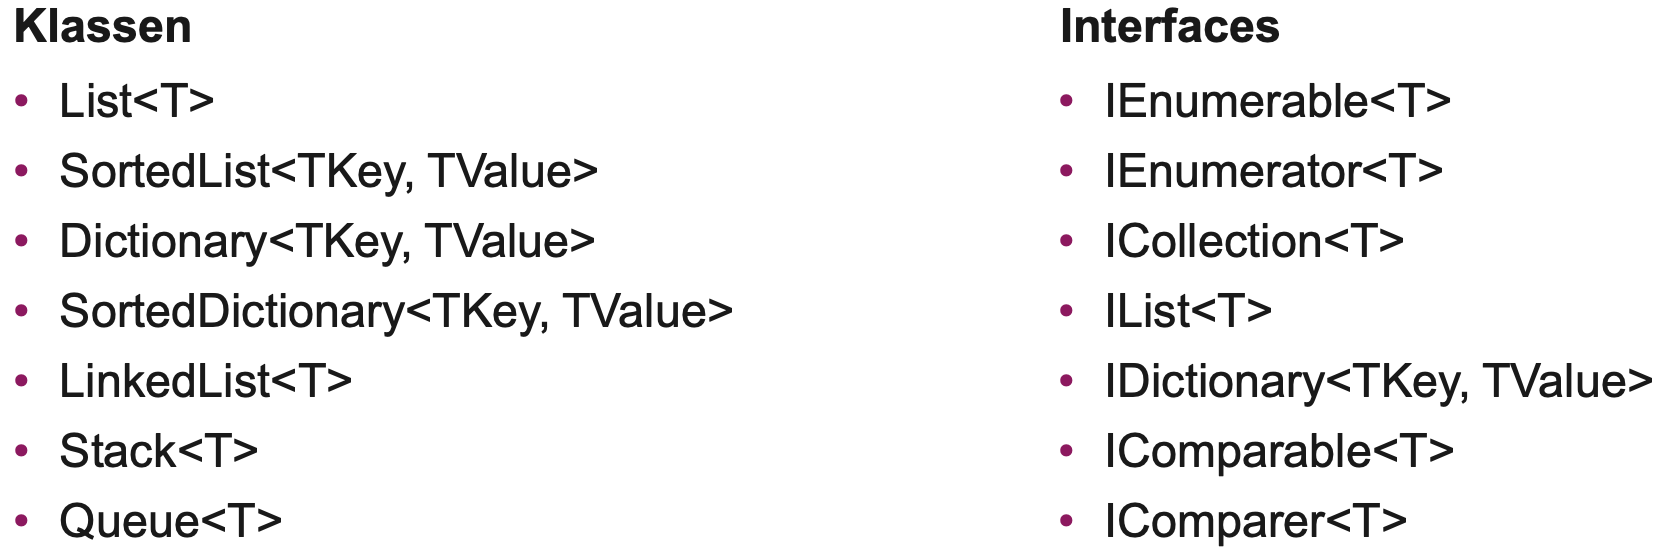 Klassen
• List<T>
• SortedList<TKey, TValue>
• Dictionary<TKey, TValue>
• SortedDictionary<TKey, TValue>
• LinkedList<T>
• Stack<T>
• Queue<T>
Interfaces
• IEnumerable<T>
• IEnumerator<T>
• ICollection<T>
• IList<T>
• IDictionary<TKey, TValue>
• IComparable<T>
• IComparer<T>